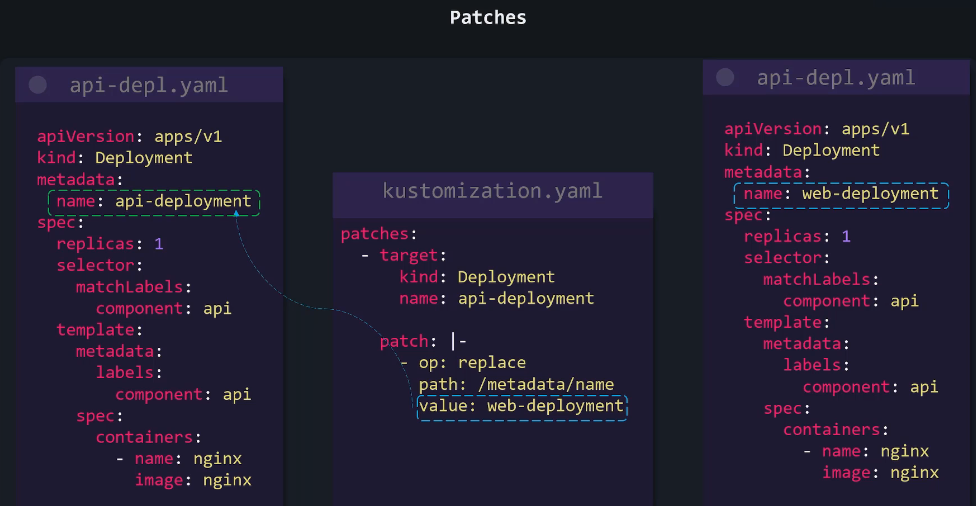 Patches
api-depl.yaml
apiVersion: apps/v1
kind: Deployment
metadata:
  name: api-deployment
spec:
  replicas: 1
  selector:
    matchLabels:
      component: api
  template:
    metadata:
      labels:
        component: api
    spec:
      containers:
        - name: nginx
          image: nginx
kustomization.yaml
patches:
  - target:
      kind: Deployment
      name: api-deployment
    patch: |-
      - op: replace
        path: /metadata/name
        value: web-deployment
api-depl.yaml
apiVersion: apps/v1
kind: Deployment
metadata:
  name: web-deployment
spec:
  replicas: 1
  selector:
    matchLabels:
      component: api
  template:
    metadata:
      labels:
        component: api
    spec:
      containers:
        - name: nginx
          image: nginx